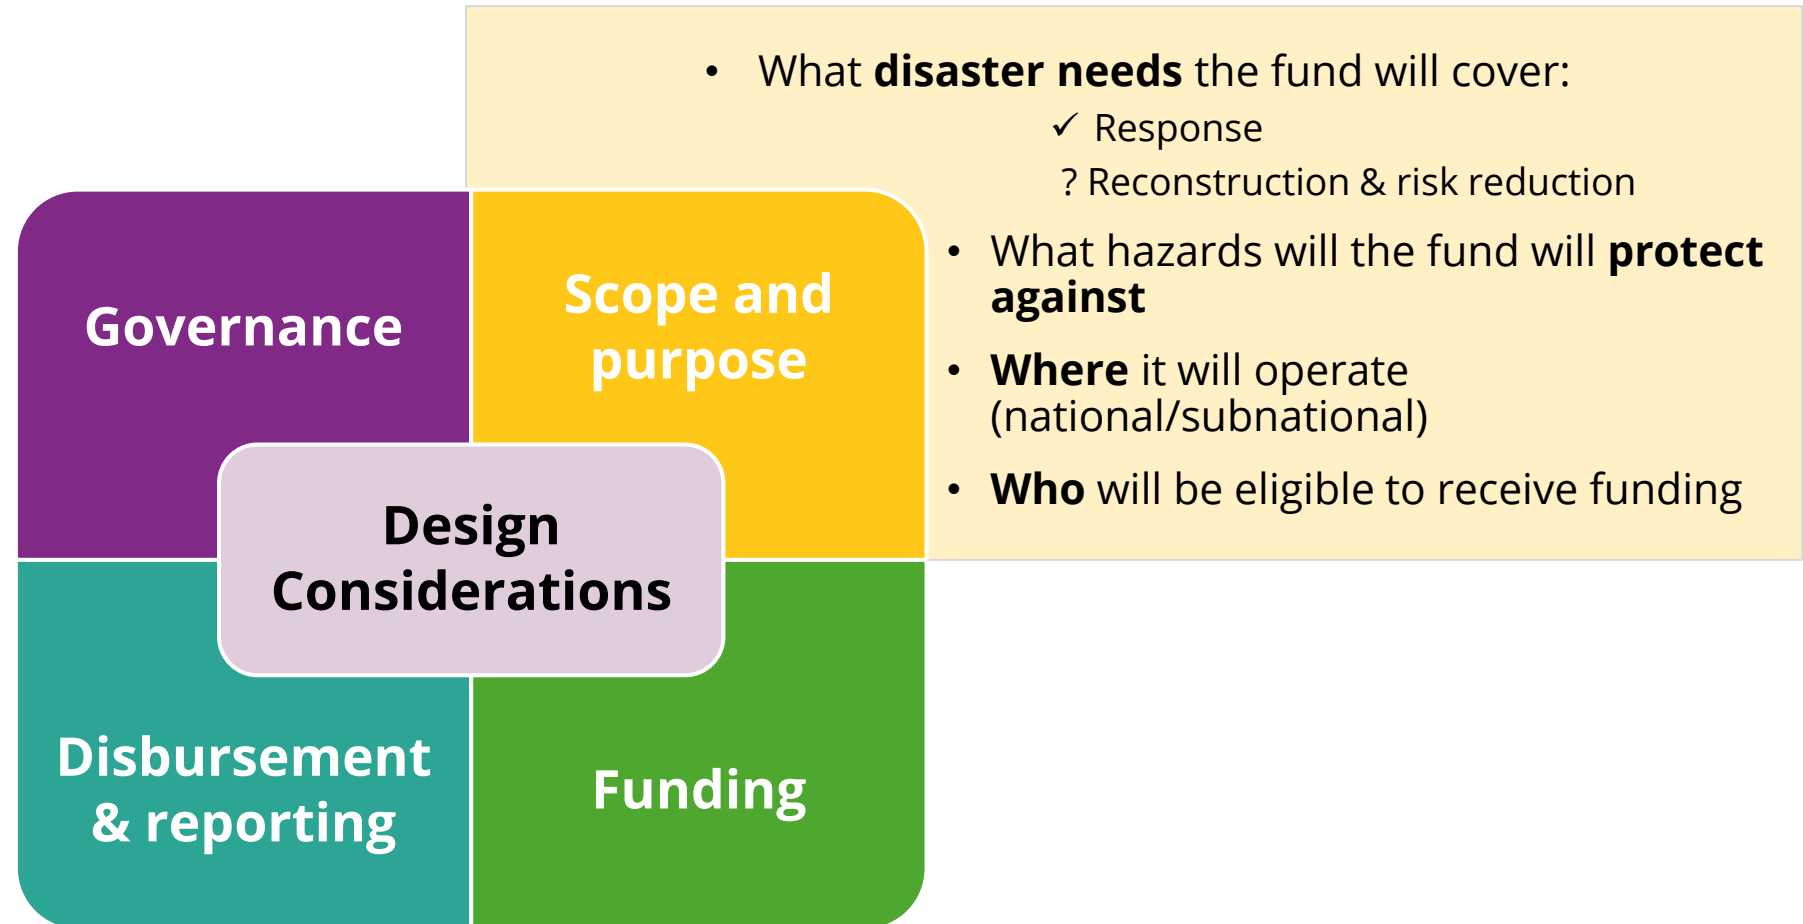 • What disaster needs the fund will cover:
✓ Response
? Reconstruction & risk reduction
• What hazards will the fund will protect
against
• Where it will operate
(national/subnational)
• Who will be eligible to receive funding
Governance
Scope and
purpose
Design
Considerations
Disbursement
& reporting
Funding